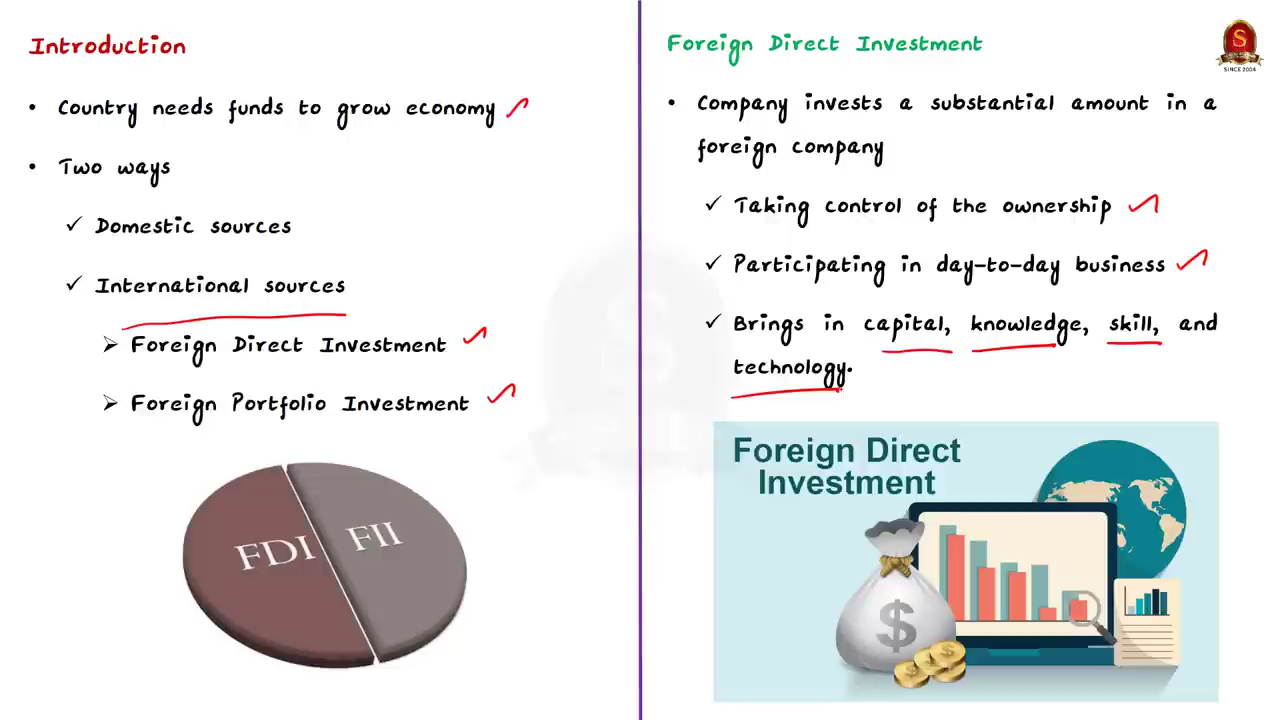 Introduction
• Country needs funds to grow economy
• Two ways
✓ Domestic sources
✓ International sources
➢ Foreign Direct Investment
➢ Foreign Portfolio Investment
FDI
FII
Foreign Direct Investment
• Company invests a substantial amount in a
foreign company
✓ Taking control of the ownership
✓ Participating in day-to-day business
✓ Brings in capital, knowledge, skill, and
technology.
Foreign Direct
Investment
$
S
SINCE 2004